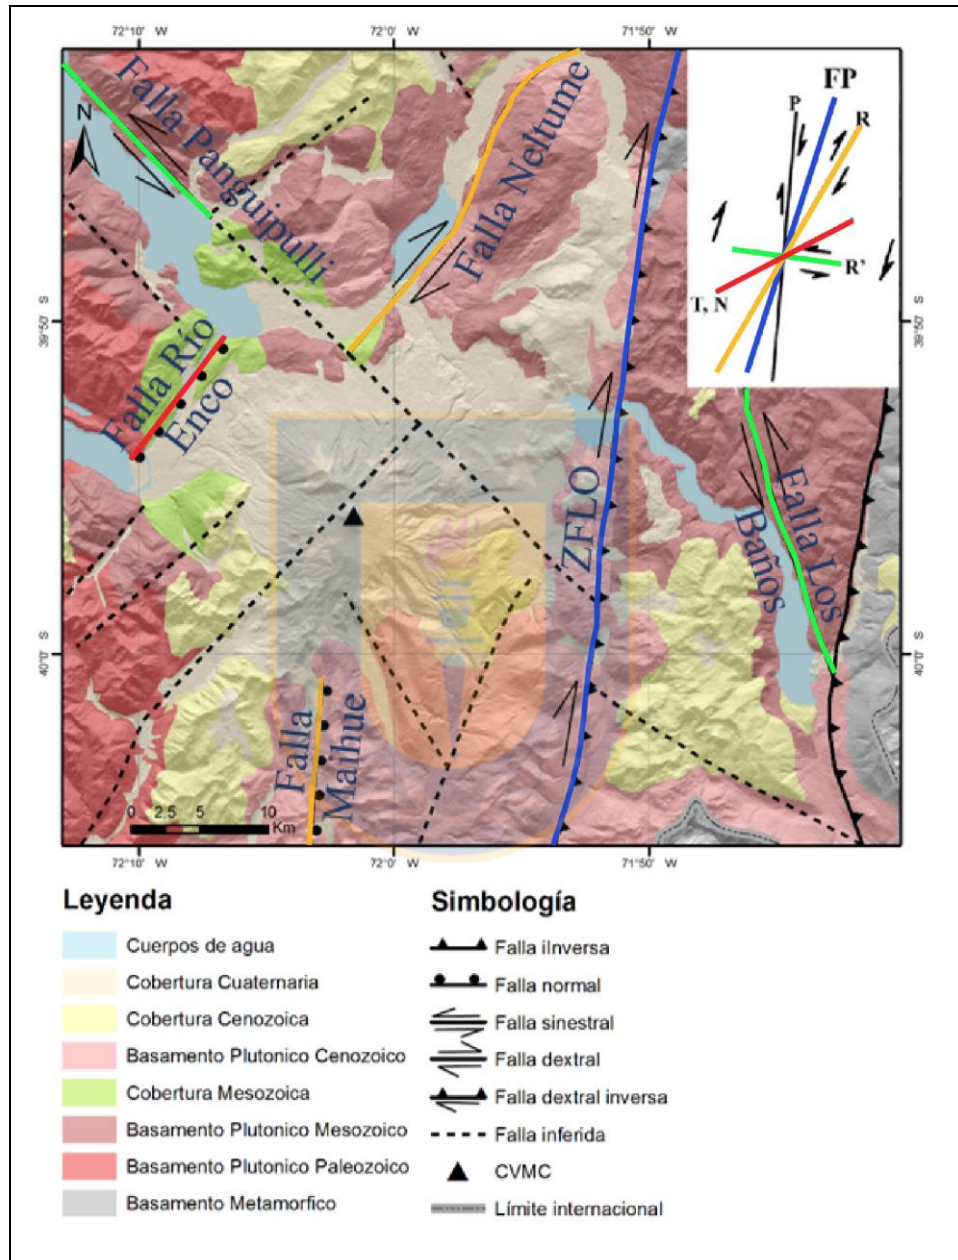 72°10' W
72°0' W
71°50' W
Falla Panguipulli
Falla Neltume
FP
P
R
R'
T, N
N
39°50' S
39°50' S
Falla Río
Enco
ZFLO
Falla Los
Baños
40°0' S
40°0' S
Falla
Maihue
0 2.5 5 10
Km
72°10' W
72°0' W
71°50' W
Leyenda
Cuerpos de agua
Cobertura Cuaternaria
Cobertura Cenozoica
Basamento Plutonico Cenozoico
Cobertura Mesozoica
Basamento Plutonico Mesozoico
Basamento Plutonico Paleozoico
Basamento Metamorfico
Simbología
Falla iInversa
Falla normal
Falla sinestral
Falla dextral
Falla dextral inversa
Falla inferida
CVMC
Límite internacional